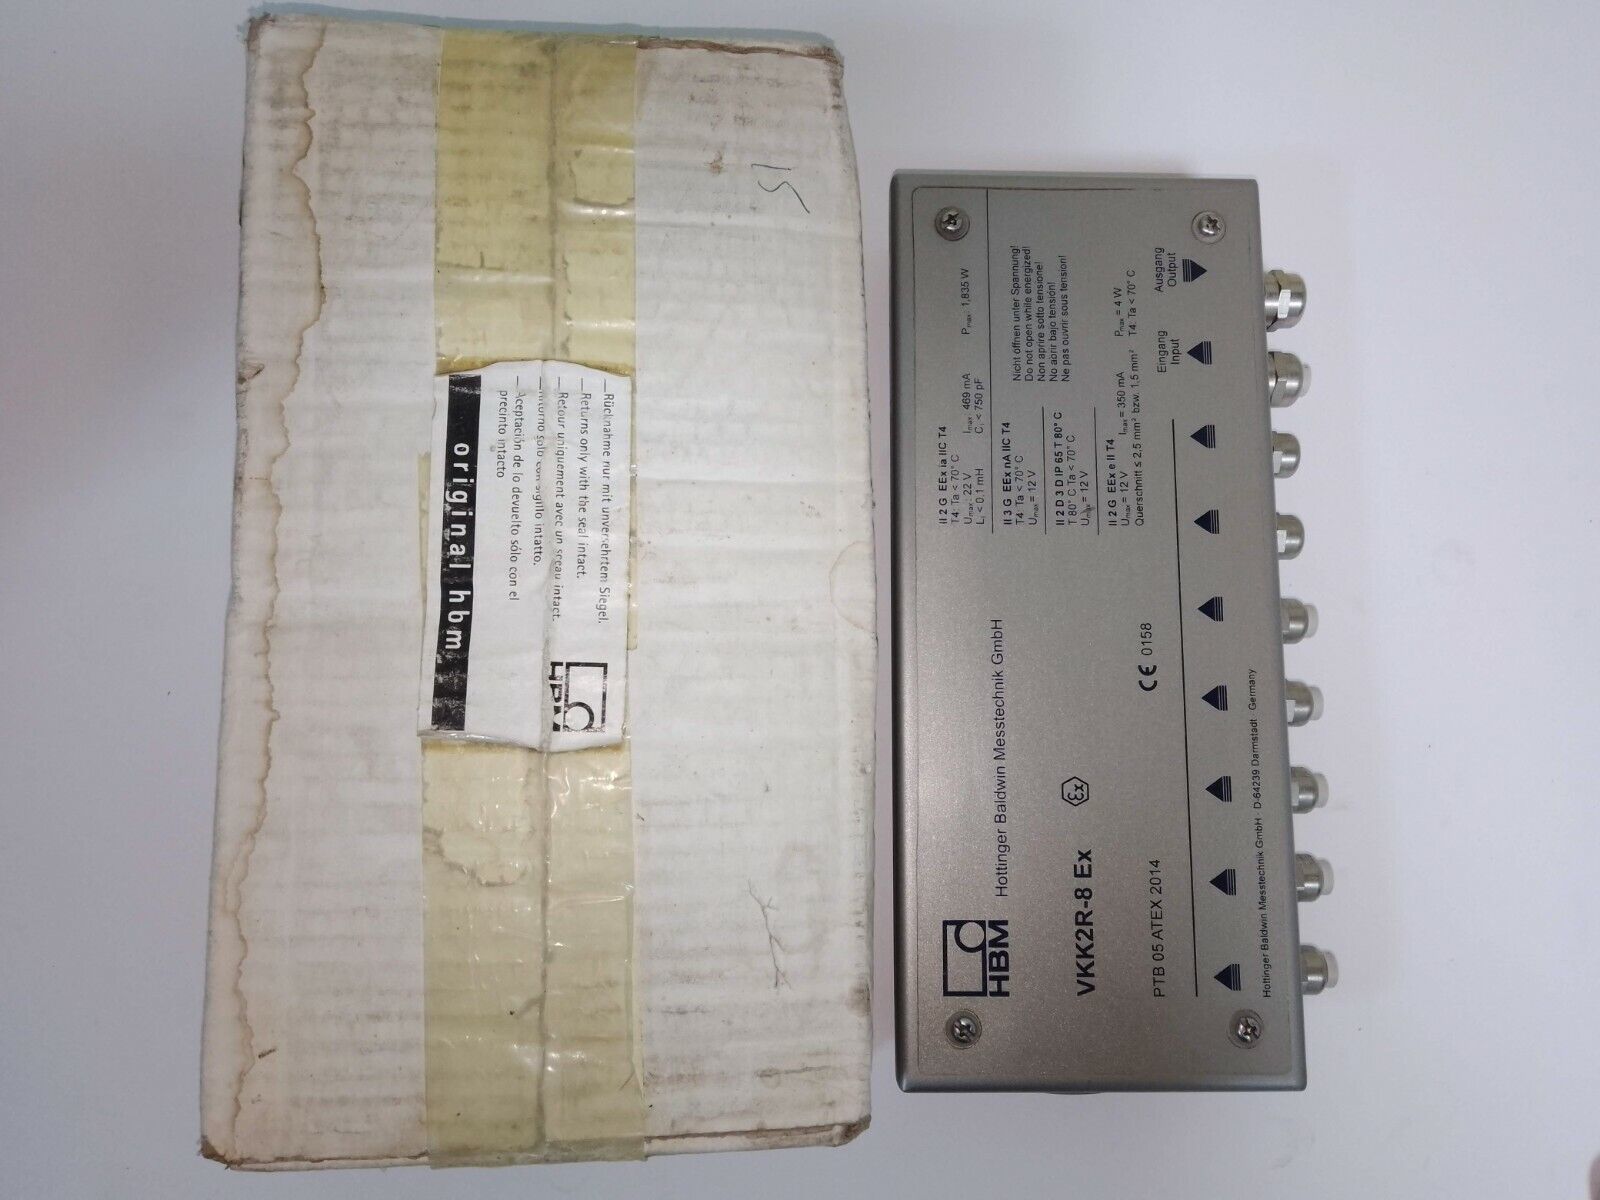 15
original hbm
— Rücknahme nur mit unversehrtem Siegel.
— Returns only with the seal intact.
— Retour uniquement avec un sceau intact.
— Ritorno solo con sigillo intatto.
— Aceptación de lo devuelto sólo con el
precinto intacto
HBM
HBM
Hottinger Baldwin Messtechnik GmbH
VKK2R-8 Ex
Ex
PTB 05 ATEX 2014
CE 0158
II 2 G EEx ia IIC T4
T4: Ta < 70° C
Umax: 22 V Imax: 469 mA Pmax: 1,835 W
Li < 0,1 mH Ci < 750 pF
II 3 G EEx nA IIC T4
T4: Ta < 70° C
Umax = 12 V
II 2 D 3 D IP 65 T 80° C
T 80° C Ta < 70° C
Umax = 12 V
II 2 G EEx e II T4
Umax = 12 V Imax = 350 mA Pmax = 4 W
Querschnitt ≤ 2,5 mm² bzw. 1,5 mm² T4: Ta < 70° C
Nicht öffnen unter Spannung!
Do not open while energized!
Non aprire sotto tensione!
No abrir bajo tensión!
Ne pas ouvrir sous tension!
Eingang
Input
Ausgang
Output
Hottinger Baldwin Messtechnik GmbH · D-64239 Darmstadt Germany